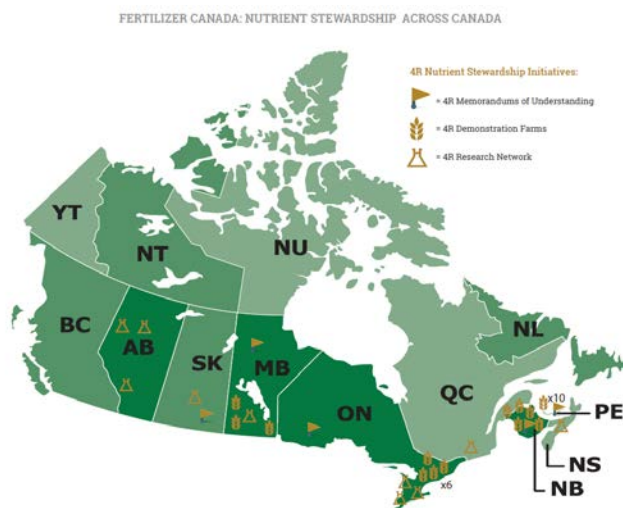 FERTILIZER CANADA: NUTRIENT STEWARDSHIP ACROSS CANADA
4R Nutrient Stewardship Initiatives:
= 4R Memorandums of Understanding
= 4R Demonstration Farms
= 4R Research Network
YT
NT
NU
BC
AB
SK
MB
ON
QC
NL
x10
PE
x6
NS
NB